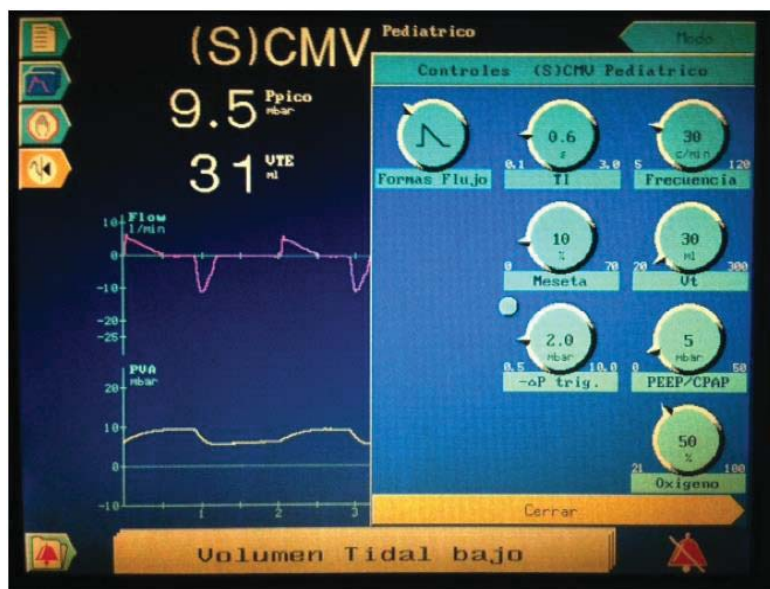 (S)CMV Pediatrico
Modo
9.5 Ppico
mbar
31 VTE
ml
Flow
l/min
10
0
-10
-20
-25
PVA
mbar
20
10
0
-10
1
2
3
Controles (S)CMV Pediatrico
Formas Flujo
0.6
s
0.1 3.0
TI
30
c/min
5 120
Frecuencia
10
%
0 70
Meseta
30
ml
20 300
Vt
2.0
mbar
0.5 10.0
-△P trig.
5
mbar
0 50
PEEP/CPAP
50
%
21 100
Oxigeno
Cerrar
Volumen Tidal bajo